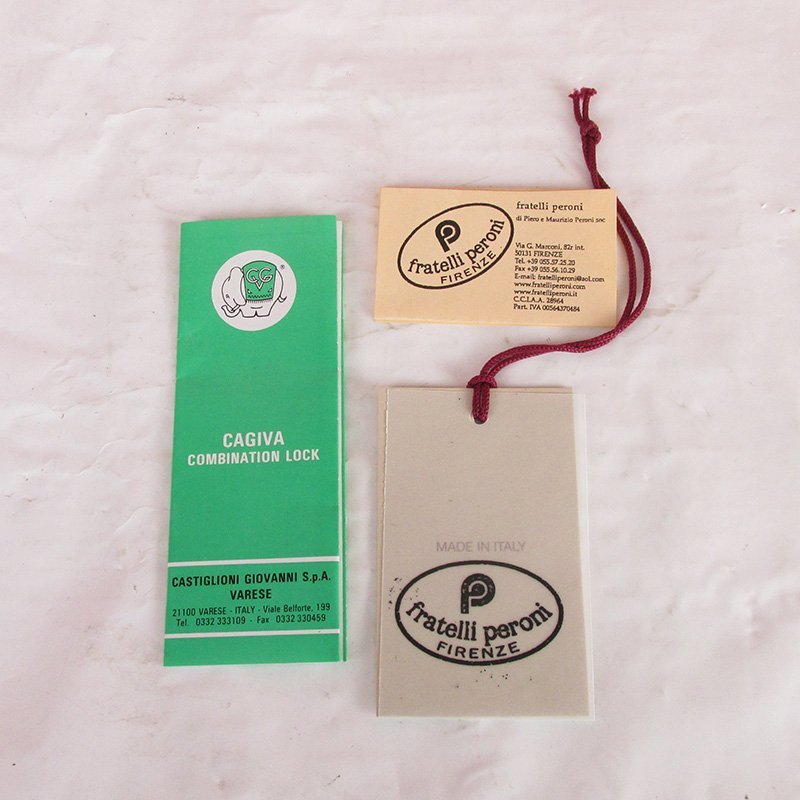 CVG
®
CAGIVA
COMBINATION LOCK
CASTIGLIONI GIOVANNI S.p.A.
VARESE
21100 VARESE - ITALY - Viale Belforte, 199
Tel. 0332 333109 - Fax 0332 330459
fratelli peroni
FIRENZE
fratelli peroni
di Piero e Maurizio Peroni snc
Via G. Marconi, 82r int.
50131 FIRENZE
Tel. +39 055.57.25.20
Fax +39 055.56.10.29
E-mail: fratelliperoni@aol.com
www.fratelliperoni.com
www.fratelliperoni.it
C.C.I.A.A. 28964
Part. IVA 00564370484
MADE IN ITALY
P
fratelli peroni
FIRENZE